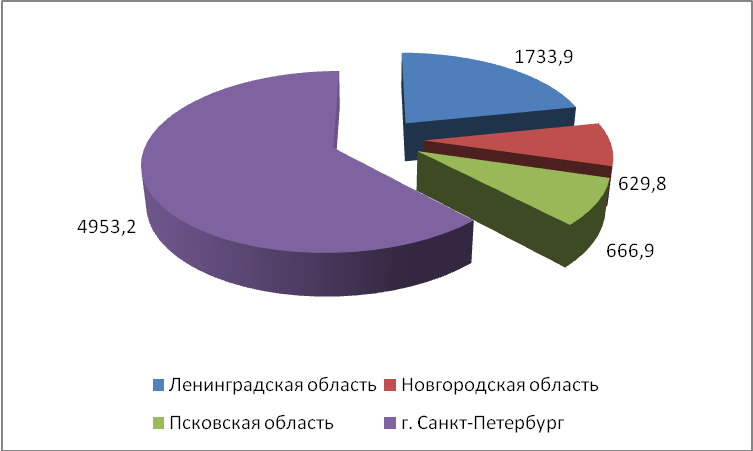 1733,9
629,8
666,9
4953,2
Ленинградская область
Новгородская область
Псковская область
г. Санкт-Петербург